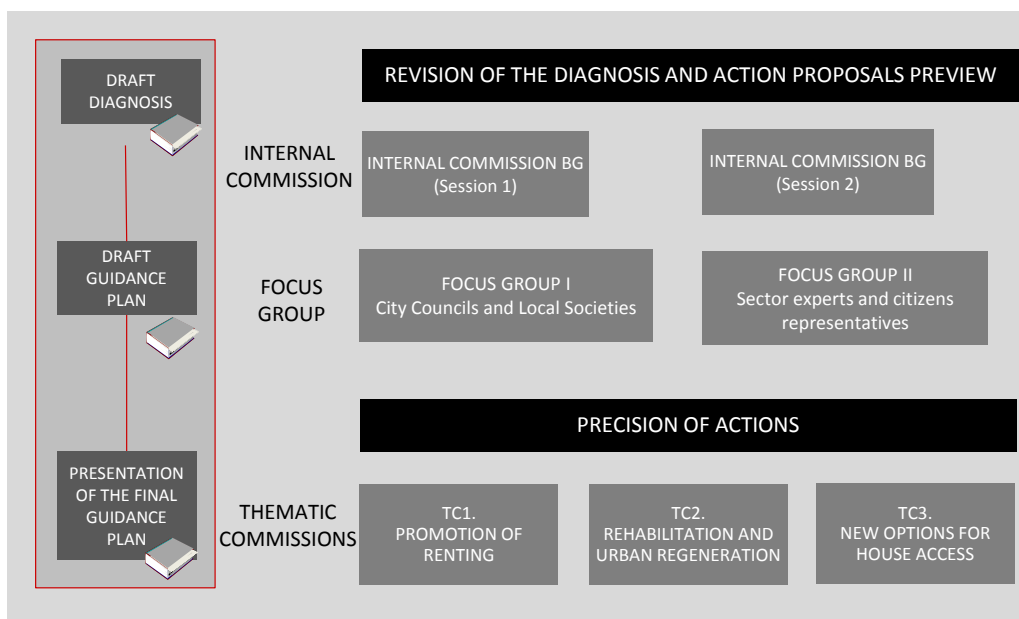 DRAFT
DIAGNOSIS
DRAFT
GUIDANCE
PLAN
PRESENTATION
OF THE FINAL
GUIDANCE
PLAN
REVISION OF THE DIAGNOSIS AND ACTION PROPOSALS PREVIEW
INTERNAL
COMMISSION
INTERNAL COMMISSION BG
(Session 1)
INTERNAL COMMISSION BG
(Session 2)
FOCUS
GROUP
FOCUS GROUP I
City Councils and Local Societies
FOCUS GROUP II
Sector experts and citizens
representatives
PRECISION OF ACTIONS
THEMATIC
COMMISSIONS
TC1.
PROMOTION OF
RENTING
TC2.
REHABILITATION AND
URBAN REGENERATION
TC3.
NEW OPTIONS FOR
HOUSE ACCESS